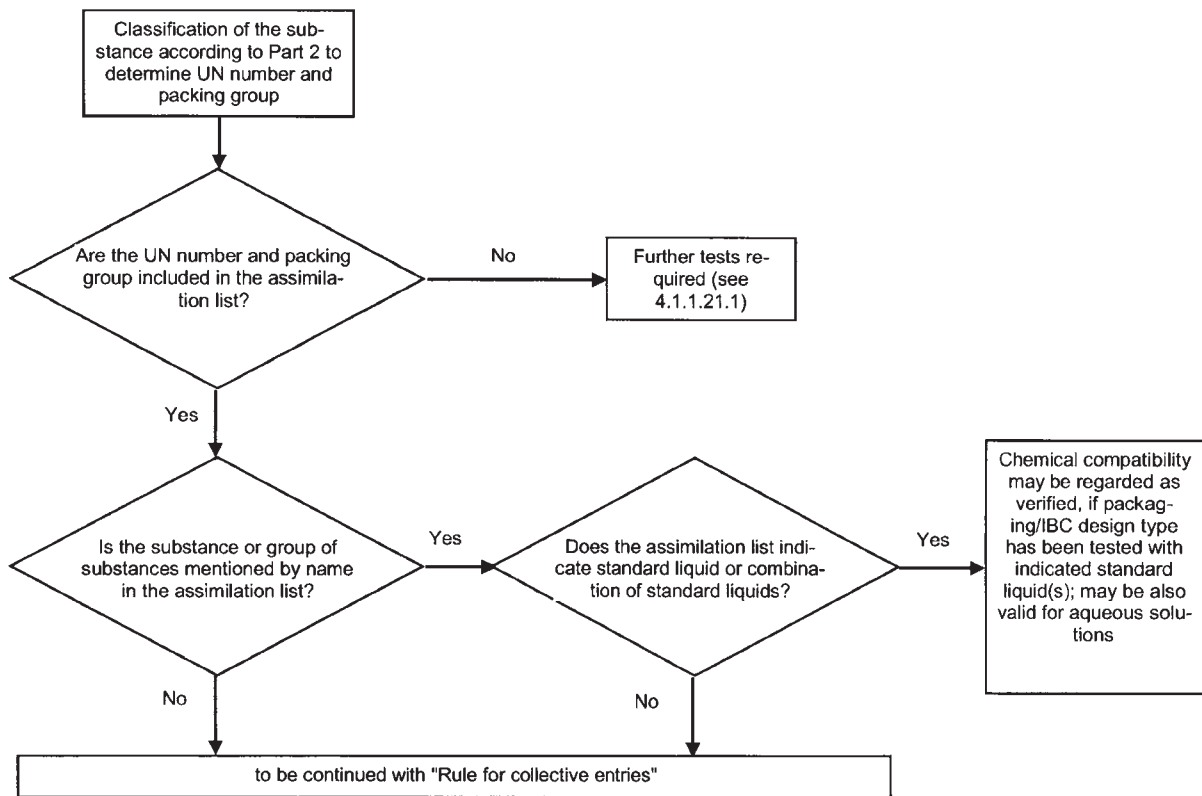 Classification of the sub-
stance according to Part 2 to
determine UN number and
packing group
Are the UN number and packing
group included in the assimila-
tion list?
No
Further tests re-
quired (see
4.1.1.21.1)
Yes
Is the substance or group of
substances mentioned by name
in the assimilation list?
Yes
Does the assimilation list indi-
cate standard liquid or combina-
tion of standard liquids?
Yes
Chemical compatibility
may be regarded as
verified, if packag-
ing/IBC design type
has been tested with
indicated standard
liquid(s); may be also
valid for aqueous solu-
tions
No
No
to be continued with "Rule for collective entries"